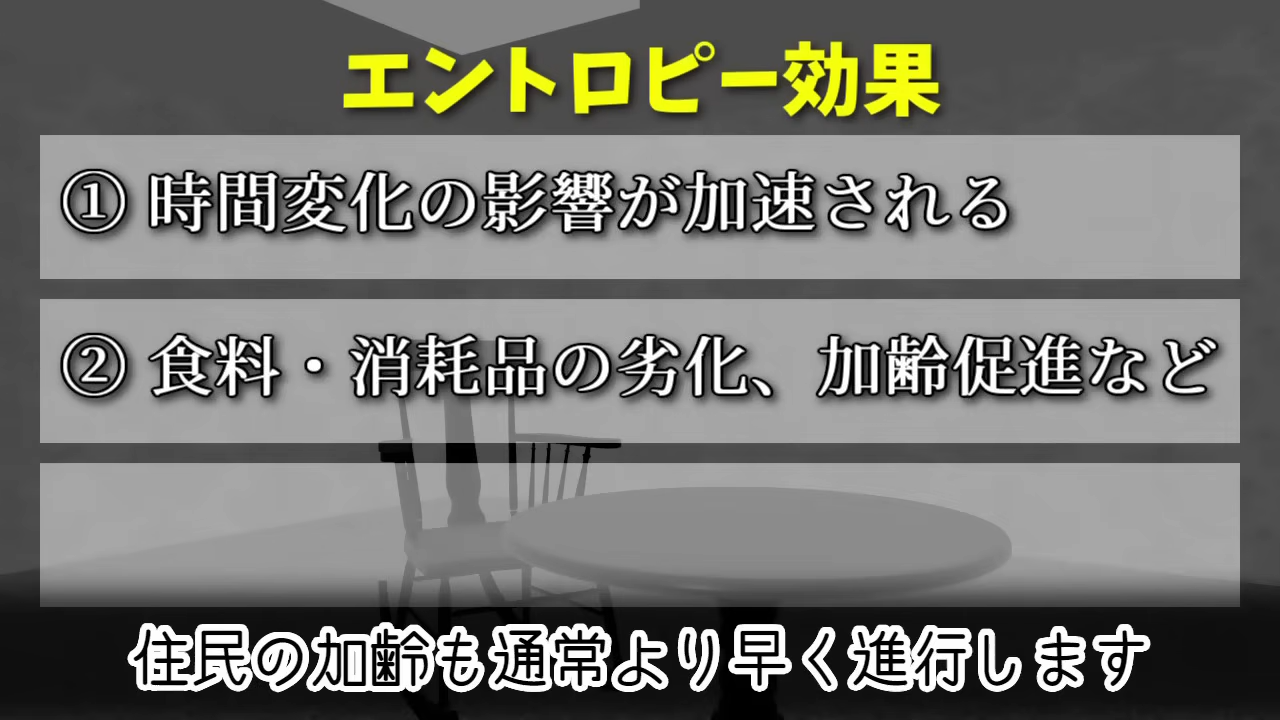 エントロピー効果
① 時間変化の影響が加速される
② 食料・消耗品の劣化、加齢促進など
住民の加齢も通常より早く進行します